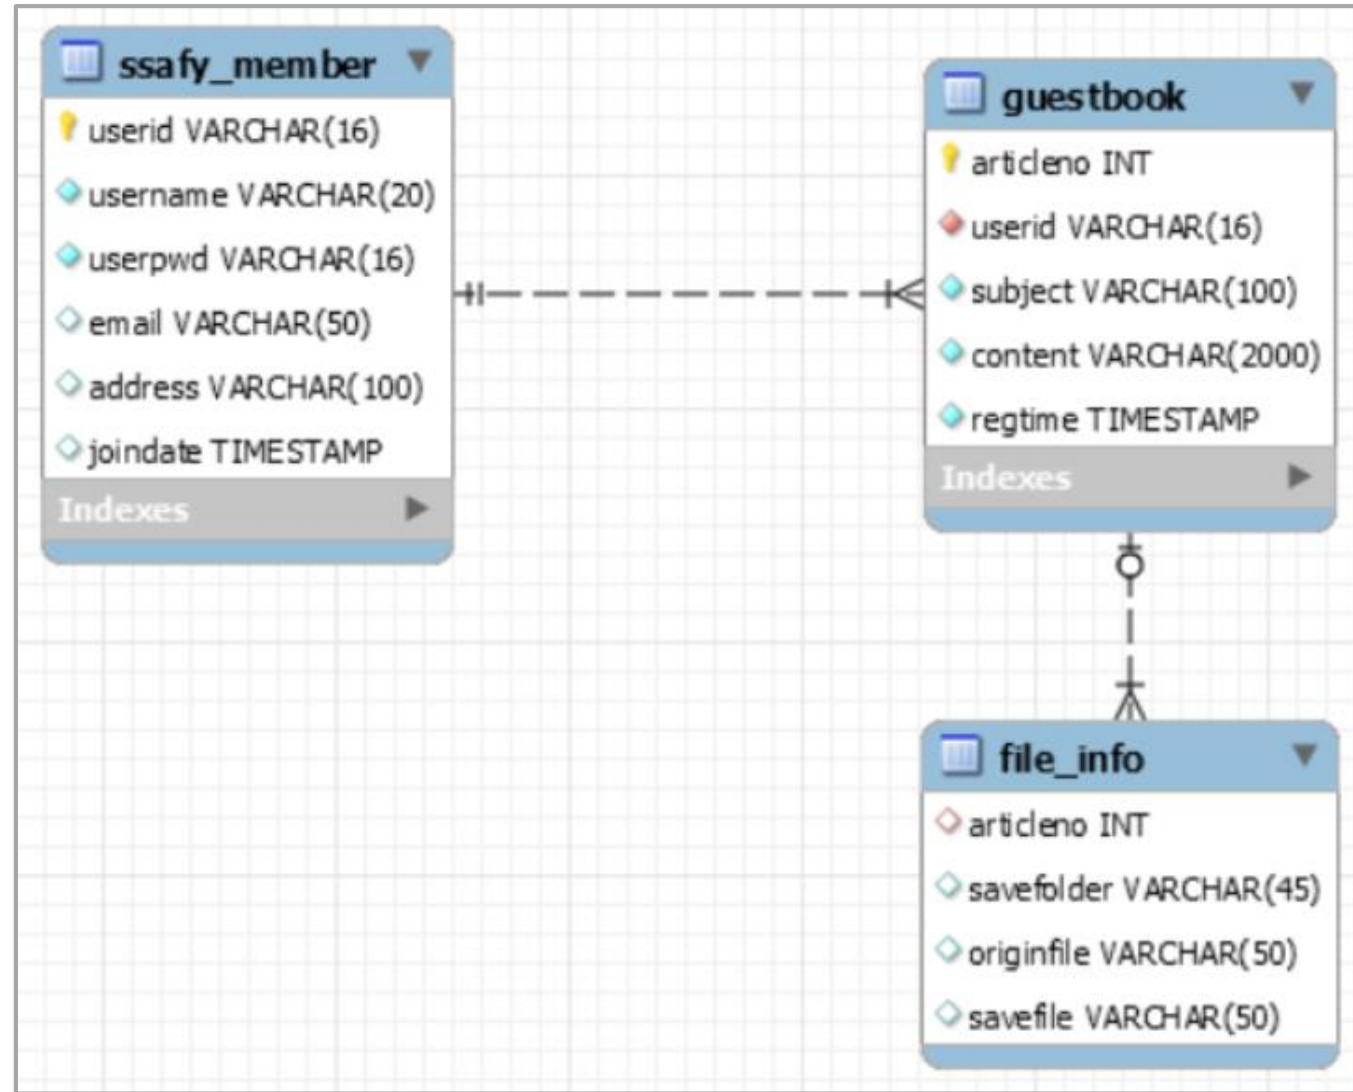 ssafy_member
userid VARCHAR(16)
username VARCHAR(20)
userpwd VARCHAR(16)
email VARCHAR(50)
address VARCHAR(100)
joindate TIMESTAMP
Indexes
guestbook
articleno INT
userid VARCHAR(16)
subject VARCHAR(100)
content VARCHAR(2000)
regtime TIMESTAMP
Indexes
file_info
articleno INT
savefolder VARCHAR(45)
originfile VARCHAR(50)
savefile VARCHAR(50)